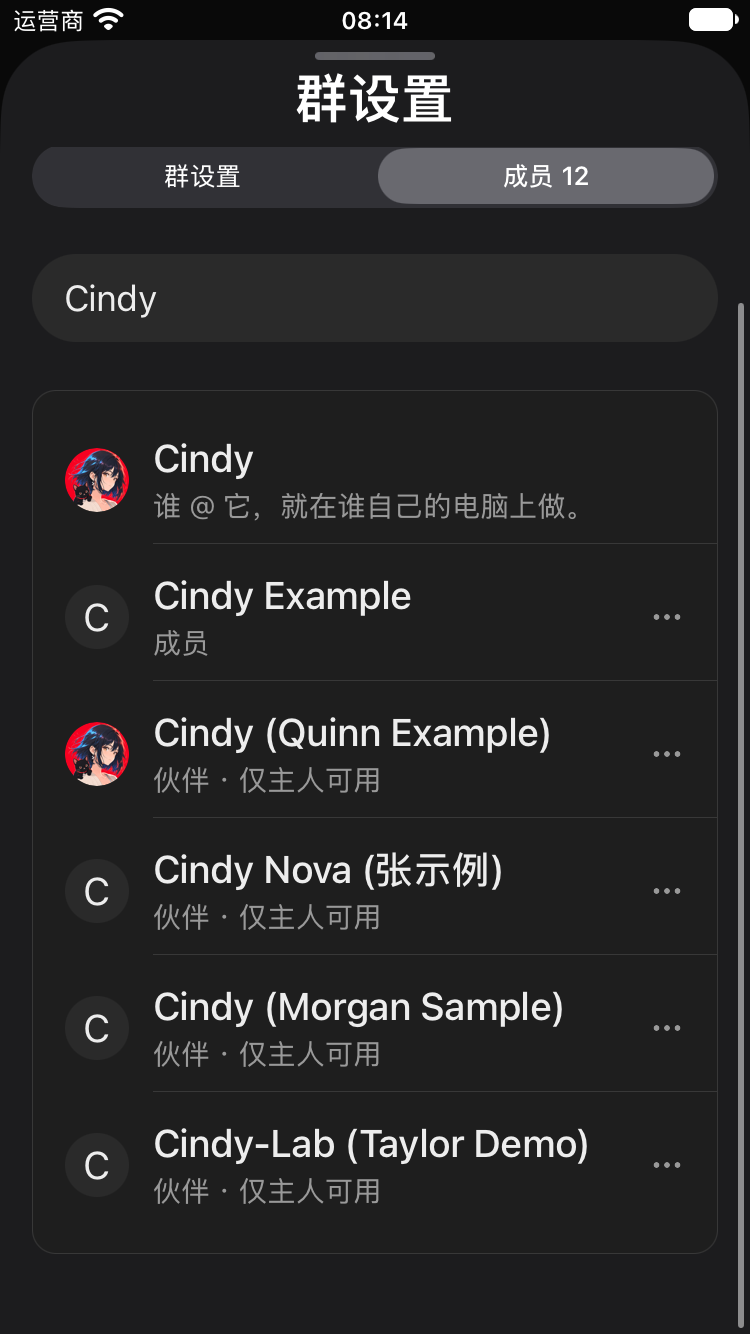 运营商
08:14
群设置
群设置
成员 12
Cindy
Cindy
谁 @ 它，就在谁自己的电脑上做。
C
Cindy Example
成员
Cindy (Quinn Example)
伙伴 · 仅主人可用
C
Cindy Nova (张示例)
伙伴 · 仅主人可用
C
Cindy (Morgan Sample)
伙伴 · 仅主人可用
C
Cindy-Lab (Taylor Demo)
伙伴 · 仅主人可用